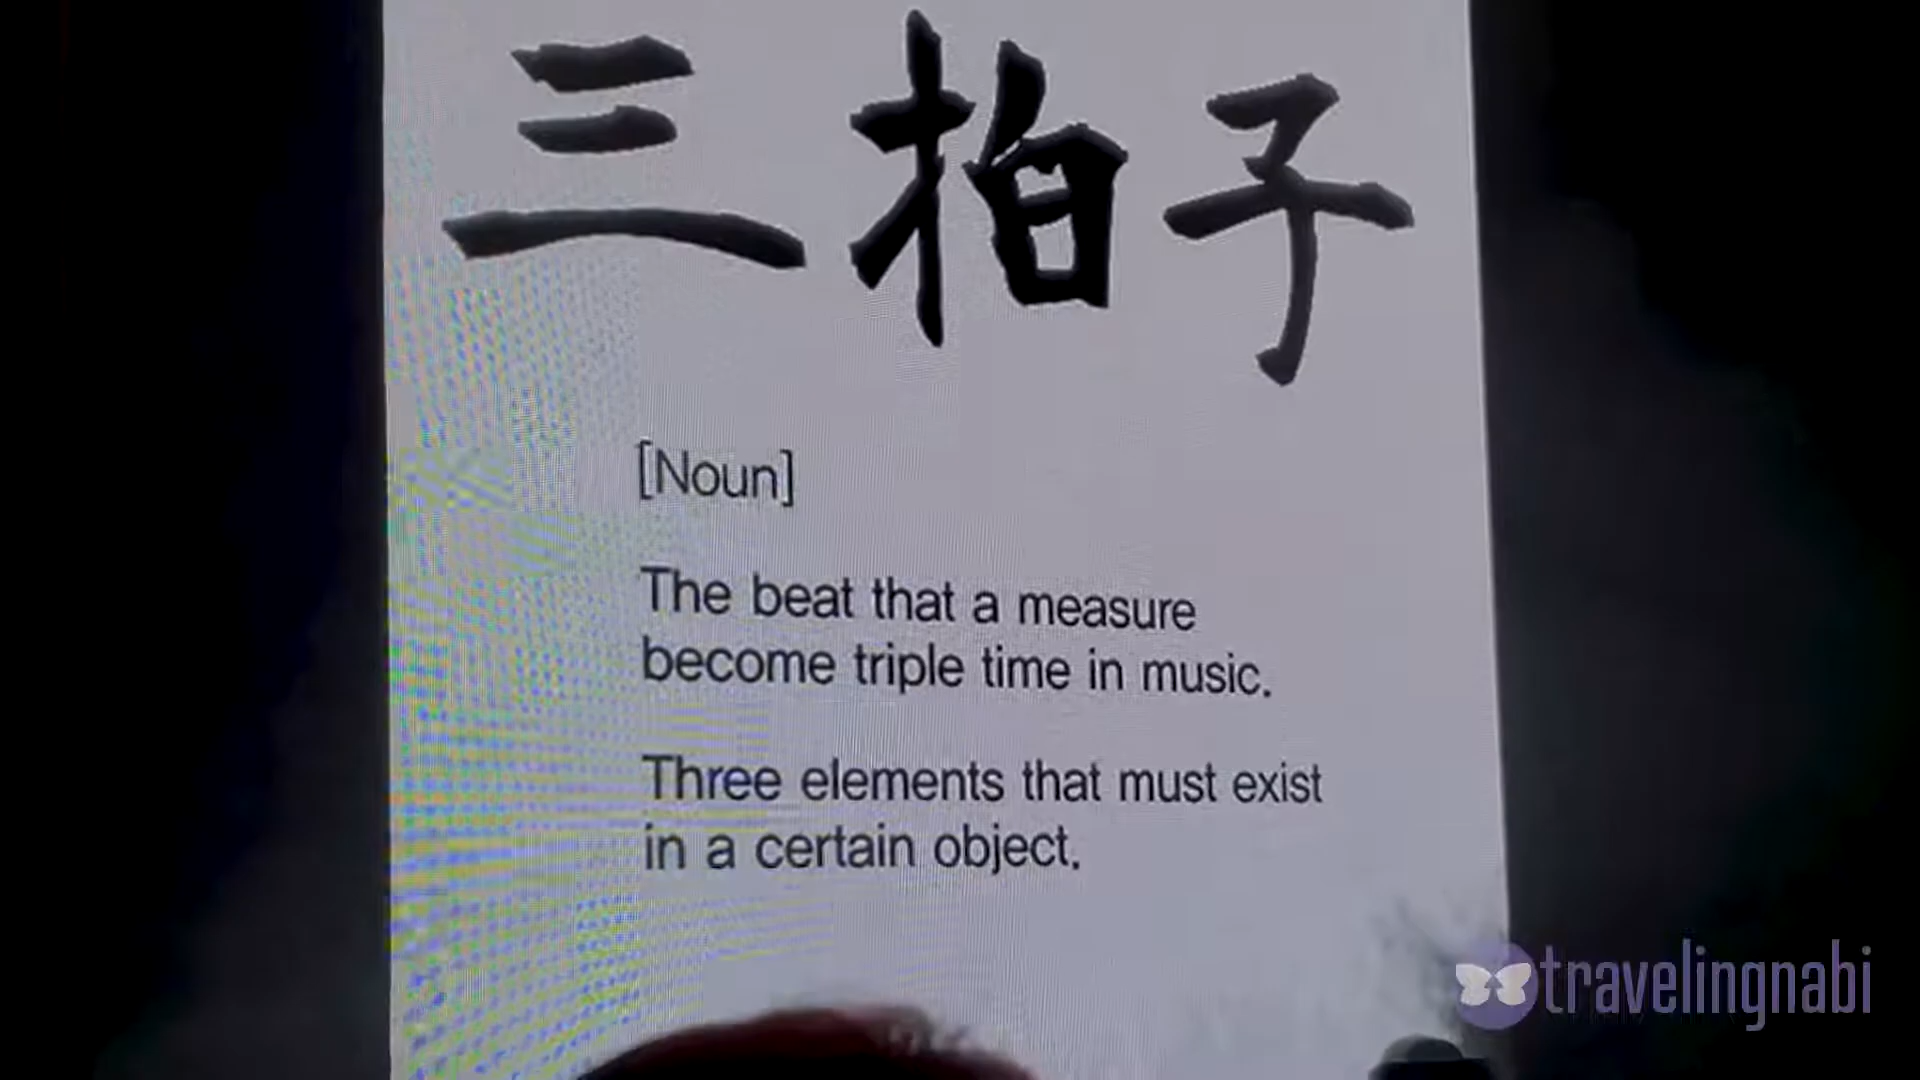 三拍子
[Noun]
The beat that a measure
become triple time in music.
Three elements that must exist
in a certain object.
travelingnabi